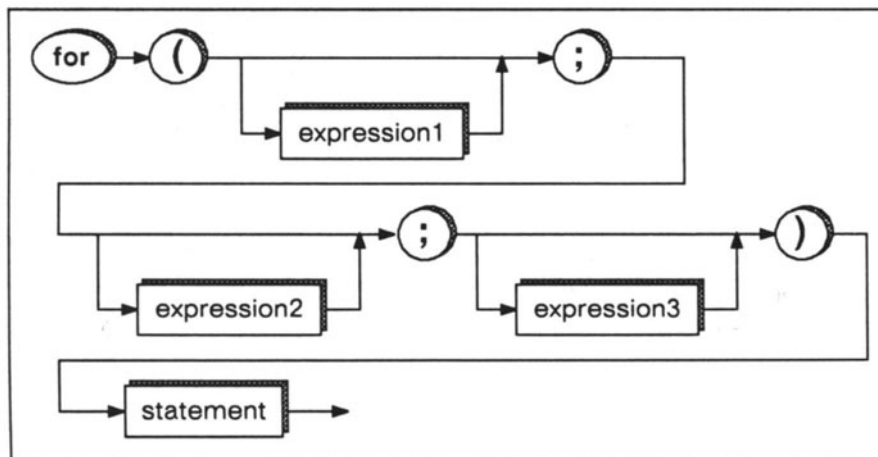 for ( ;
expression1
; )
expression2 expression3
statement